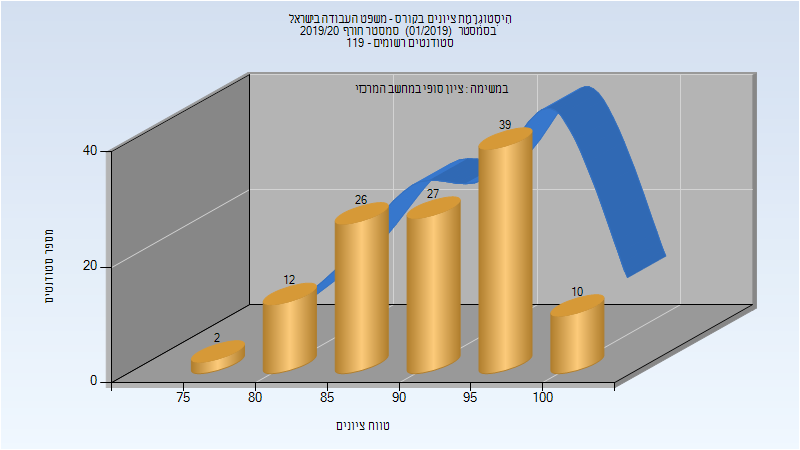 היסטוגרמת ציונים בקורס - משפט העבודה בישראל
בסמסטר (01/2019) סמסטר חורף 2019/20
סטודנטים רשומים - 119
במשימה : ציון סופי במחשב המרכזי
39
40
26
27
20
12
10
2
0
75 80 85 90 95 100
מספר סטודנטים
טווח ציונים